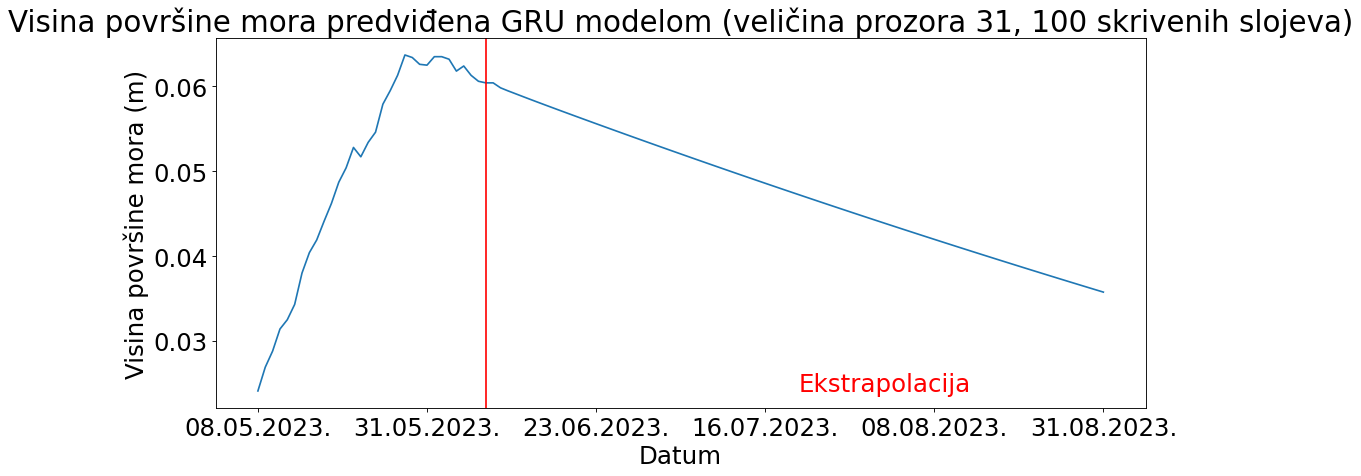 Visina površine mora predviđena GRU modelom (veličina prozora 31, 100 skrivenih slojeva)
Visina površine mora (m)
0.06
0.05
0.04
0.03
Ekstrapolacija
08.05.2023. 31.05.2023. 23.06.2023. 16.07.2023. 08.08.2023. 31.08.2023.
Datum